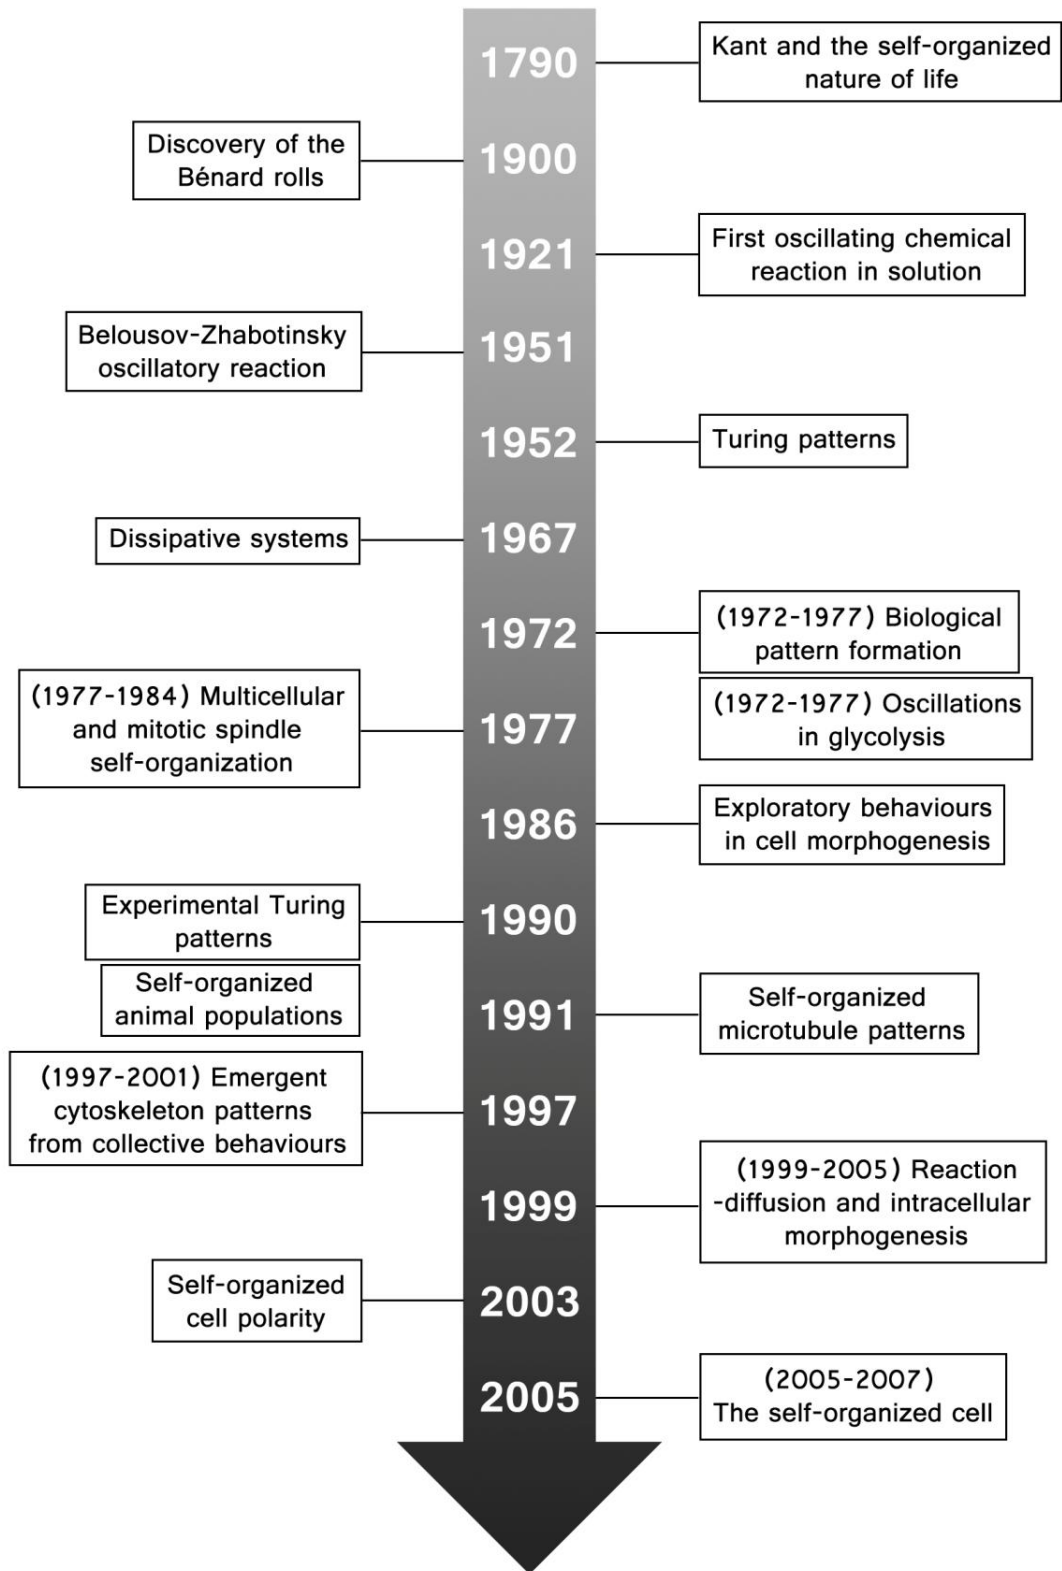 1790
Kant and the self-organized
nature of life
Discovery of the
Bénard rolls
1900
1921
First oscillating chemical
reaction in solution
Belousov-Zhabotinsky
oscillatory reaction
1951
1952
Turing patterns
Dissipative systems
1967
1972
(1972-1977) Biological
pattern formation
(1977-1984) Multicellular
and mitotic spindle
self-organization
1977
(1972-1977) Oscillations
in glycolysis
1986
Exploratory behaviours
in cell morphogenesis
Experimental Turing
patterns
1990
Self-organized
animal populations
1991
Self-organized
microtubule patterns
(1997-2001) Emergent
cytoskeleton patterns
from collective behaviours
1997
1999
(1999-2005) Reaction
-diffusion and intracellular
morphogenesis
Self-organized
cell polarity
2003
2005
(2005-2007)
The self-organized cell